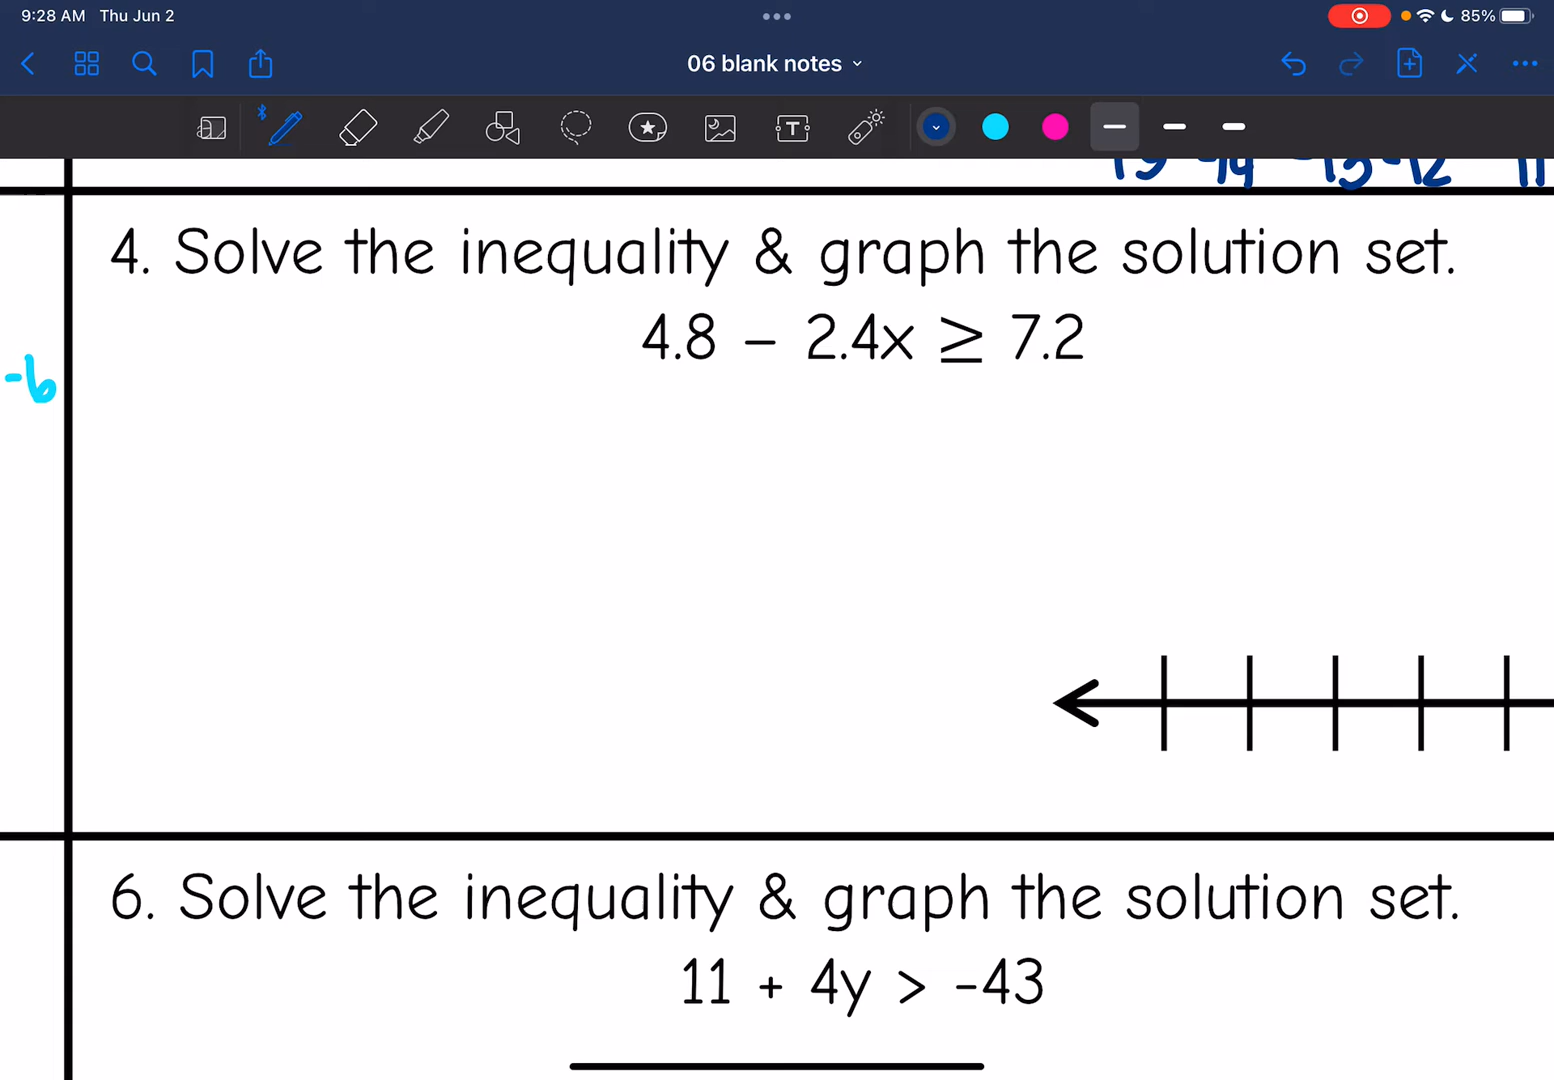 9:28 AM Thu Jun 2
85%
06 blank notes
T
4. Solve the inequality & graph the solution set.
4.8 – 2.4x ≥ 7.2
-6
6. Solve the inequality & graph the solution set.
11 + 4y > -43